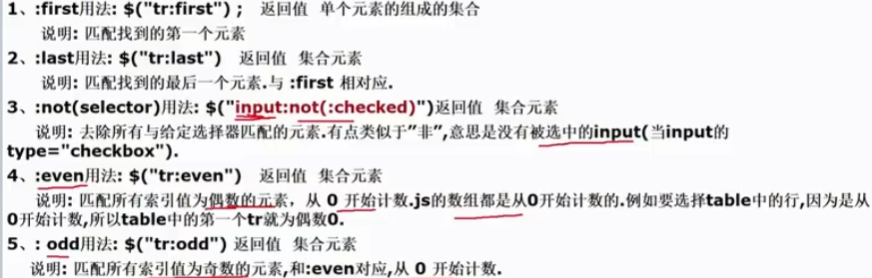 1、:first用法: $("tr:first") ; 返回值 单个元素的组成的集合
说明: 匹配找到的第一个元素
2、:last用法: $("tr:last") 返回值 集合元素
说明: 匹配找到的最后一个元素.与 :first 相对应.
3、:not(selector)用法: $("input:not(:checked)")返回值 集合元素
说明: 去除所有与给定选择器匹配的元素.有点类似于”非”,意思是没有被选中的input(当input的
type="checkbox").
4、:even用法: $("tr:even") 返回值 集合元素
说明: 匹配所有索引值为偶数的元素，从 0 开始计数.js的数组都是从0开始计数的.例如要选择table中的行,因为是从
0开始计数,所以table中的第一个tr就为偶数0.
5、: odd用法: $("tr:odd") 返回值 集合元素
说明: 匹配所有索引值为奇数的元素,和:even对应,从 0 开始计数.